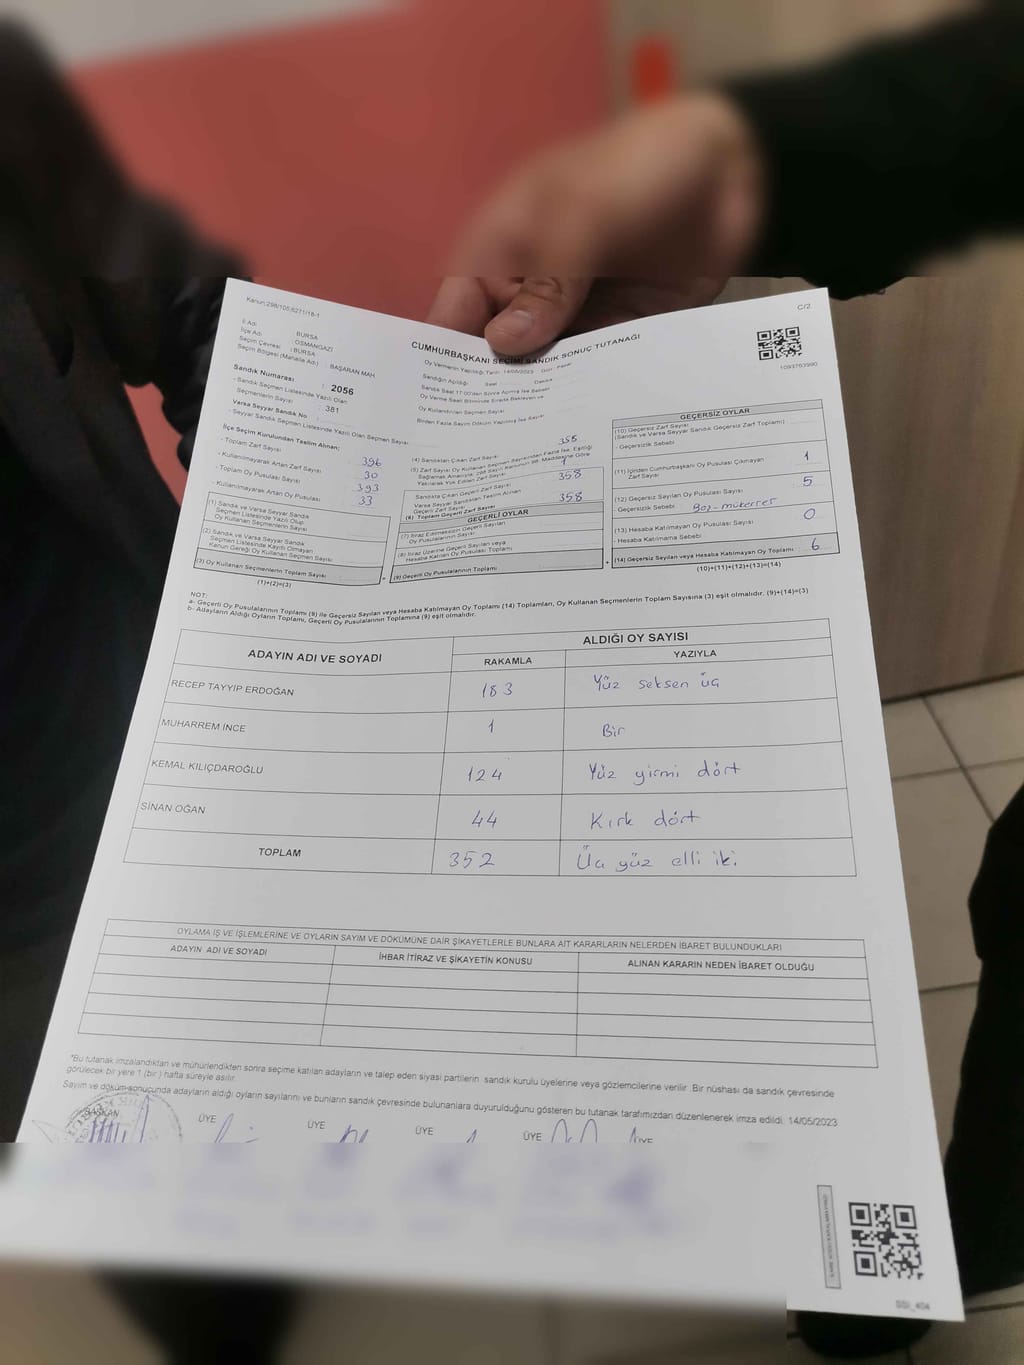 Kanun:298/105,6271/18-1
C/2
İl Adı : BURSA
İlçe Adı : OSMANGAZİ
Seçim Çevresi : BURSA
Seçim Bölgesi (Mahalle Adı) : BAŞARAN MAH.
Sandık Numarası : 2056
- Sandık Seçmen Listesinde Yazılı Olan Seçmenlerin Sayısı : 381
Varsa Seyyar Sandık No
- Seyyar Sandık Seçmen Listesinde Yazılı Olan Seçmen Sayısı
İlçe Seçim Kurulundan Teslim Alınan;
- Toplam Zarf Sayısı 396
- Kullanılmayarak Artan Zarf Sayısı 30
- Toplam Oy Pusulası Sayısı 393
- Kullanılmayarak Artan Oy Pusulası 33
(1) Sandık ve Varsa Seyyar Sandık
Seçmen Listesinde Yazılı Olup
Oy Kullanan Seçmenlerin Sayısı
(2) Sandık ve Varsa Seyyar Sandık
Seçmen Listesinde Kayıtlı Olmayan
Kanun Gereği Oy Kullanan Seçmen Sayısı
(3) Oy Kullanan Seçmenlerin Toplam Sayısı
(1)+(2)=(3)
CUMHURBAŞKANI SEÇİMİ SANDIK SONUÇ TUTANAĞI
Oy Vermenin Yapıldığı Tarih: 14/05/2023 Gün: Pazar
Sandığın Açıldığı Saat Dakika
Sandık Saat 17:00'den Sonra Açılmış İse Sebebi
Oy Verme Saati Bitiminde Sırada Bekleyen ve
Oy Kullandırılan Seçmen Sayısı
Birden Fazla Sayım Döküm Yapılmış İse Sayısı
(4) Sandıktan Çıkan Zarf Sayısı 358
(5) Zarf Sayısı Oy Kullanan Seçmen Sayısından Fazla İse, Eşitliği
Sağlamak Amacıyla, 298 Sayılı Kanunun 98. Maddesine Göre
Yakılarak Yok Edilen Zarf Sayısı
Sandıkta Çıkan Geçerli Zarf Sayısı 358
Varsa Seyyar Sandıktan Teslim Alınan
Geçerli Zarf Sayısı
(6) Toplam Geçerli Zarf Sayısı 358
GEÇERLİ OYLAR
(7) İtiraz Edilmeksizin Geçerli Sayılan
Oy Pusulalarının Sayısı
(8) İtiraz Üzerine Geçerli Sayılan veya
Hesaba Katılan Oy Pusulası Toplamı
(9) Geçerli Oy Pusulalarının Toplamı
1093763990
GEÇERSİZ OYLAR
(10) Geçersiz Zarf Sayısı
(Sandık ve Varsa Seyyar Sandık Geçersiz Zarf Toplamı)
- Geçersizlik Sebebi
(11) İçinden Cumhurbaşkanı Oy Pusulası Çıkmayan
Zarf Sayısı 1
(12) Geçersiz Sayılan Oy Pusulası Sayısı 5
Geçersizlik Sebebi Boş-mükerrer
(13) Hesaba Katılmayan Oy Pusulası Sayısı 0
- Hesaba Katılmama Sebebi
(14) Geçersiz Sayılan veya Hesaba Katılmayan Oy Toplamı 6
(10)+(11)+(12)+(13)=(14)
NOT:
a- Geçerli Oy Pusulalarının Toplamı (9) ile Geçersiz Sayılan veya Hesaba Katılmayan Oy Toplamı (14) Toplamları, Oy Kullanan Seçmenlerin Toplam Sayısına (3) eşit olmalıdır. (9)+(14)=(3)
b- Adayların Aldığı Oyların Toplamı, Geçerli Oy Pusulalarının Toplamına (9) eşit olmalıdır.
ADAYIN ADI VE SOYADI
ALDIĞI OY SAYISI
RAKAMLA YAZIYLA
RECEP TAYYİP ERDOĞAN 183 Yüz seksen üç
MUHARREM İNCE 1 Bir
KEMAL KILIÇDAROĞLU 124 Yüz yirmi dört
SİNAN OĞAN 44 Kırk dört
TOPLAM 352 Üç yüz elli iki
OYLAMA İŞ VE İŞLEMLERİNE VE OYLARIN SAYIM VE DÖKÜMÜNE DAİR ŞİKAYETLERLE BUNLARA AİT KARARLARIN NELERDEN İBARET BULUNDUKLARI
ADAYIN ADI VE SOYADI İHBAR İTİRAZ VE ŞİKAYETİN KONUSU ALINAN KARARIN NEDEN İBARET OLDUĞU
*Bu tutanak imzalandıktan ve mühürlendikten sonra seçime katılan adayların ve talep eden siyasi partilerin sandık kurulu üyelerine veya gözlemcilerine verilir. Bir nüshası da sandık çevresinde
görülecek bir yere 1 (bir) hafta süreyle asılır.
Sayım ve döküm sonucunda adayların aldığı oyların sayılarını ve bunların sandık çevresinde bulunanlara duyurulduğunu gösteren bu tutanak tarafımızdan düzenlenerek imza edildi. 14/05/2023
BAŞKAN ÜYE ÜYE ÜYE ÜYE ÜYE
SSI_404